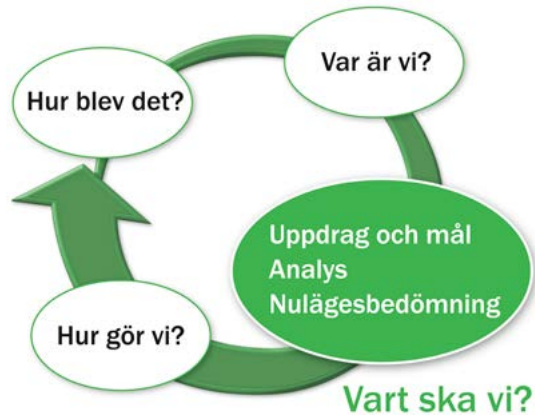 Var är vi?
Hur blev det?
Uppdrag och mål
Analys
Nulägesbedömning
Hur gör vi?
Vart ska vi?